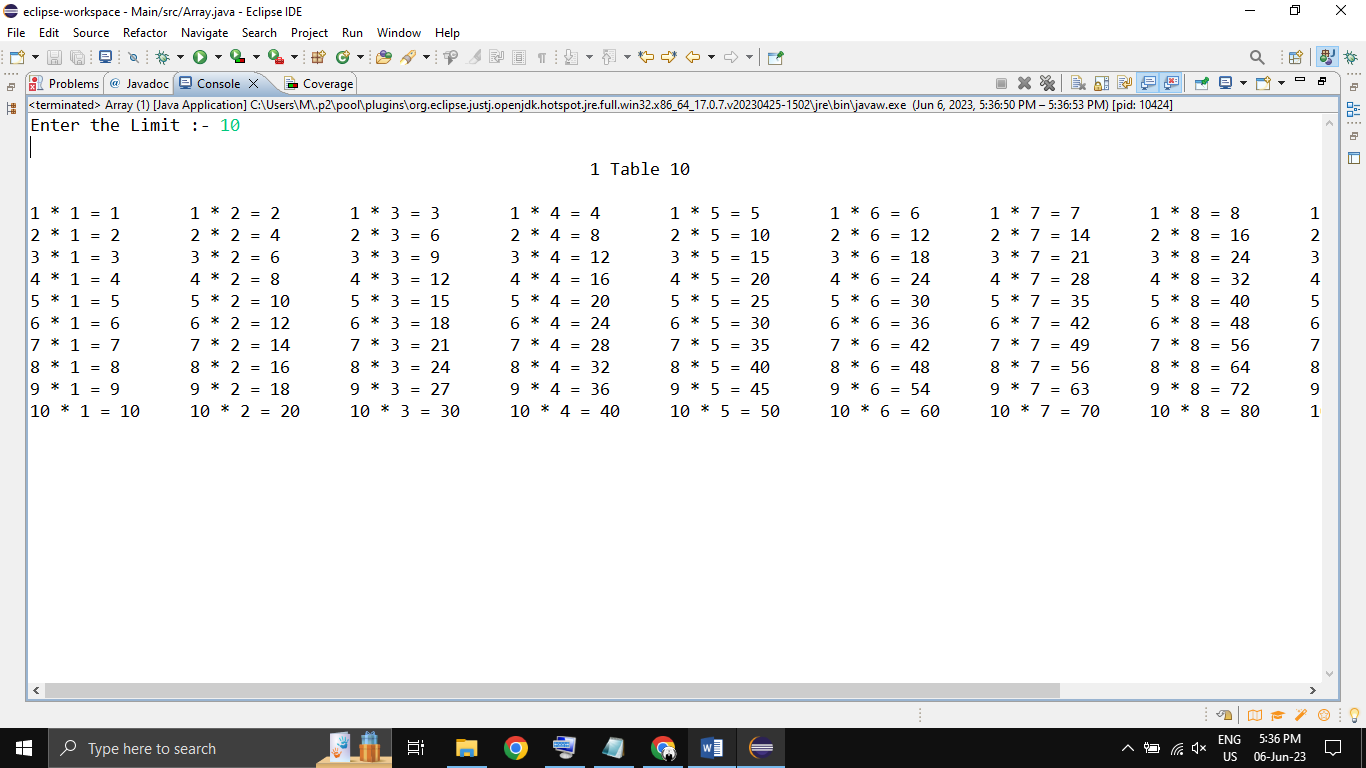 eclipse-workspace - Main/src/Array.java - Eclipse IDE
File Edit Source Refactor Navigate Search Project Run Window Help
Problems @ Javadoc Console Coverage
<terminated> Array (1) [Java Application] C:\Users\M\.p2\pool\plugins\org.eclipse.justj.openjdk.hotspot.jre.full.win32.x86_64_17.0.7.v20230425-1502\jre\bin\javaw.exe (Jun 6, 2023, 5:36:50 PM – 5:36:53 PM) [pid: 10424]
Enter the Limit :- 10
1 Table 10
1 * 1 = 1 1 * 2 = 2 1 * 3 = 3 1 * 4 = 4 1 * 5 = 5 1 * 6 = 6 1 * 7 = 7 1 * 8 = 8 1
2 * 1 = 2 2 * 2 = 4 2 * 3 = 6 2 * 4 = 8 2 * 5 = 10 2 * 6 = 12 2 * 7 = 14 2 * 8 = 16 2
3 * 1 = 3 3 * 2 = 6 3 * 3 = 9 3 * 4 = 12 3 * 5 = 15 3 * 6 = 18 3 * 7 = 21 3 * 8 = 24 3
4 * 1 = 4 4 * 2 = 8 4 * 3 = 12 4 * 4 = 16 4 * 5 = 20 4 * 6 = 24 4 * 7 = 28 4 * 8 = 32 4
5 * 1 = 5 5 * 2 = 10 5 * 3 = 15 5 * 4 = 20 5 * 5 = 25 5 * 6 = 30 5 * 7 = 35 5 * 8 = 40 5
6 * 1 = 6 6 * 2 = 12 6 * 3 = 18 6 * 4 = 24 6 * 5 = 30 6 * 6 = 36 6 * 7 = 42 6 * 8 = 48 6
7 * 1 = 7 7 * 2 = 14 7 * 3 = 21 7 * 4 = 28 7 * 5 = 35 7 * 6 = 42 7 * 7 = 49 7 * 8 = 56 7
8 * 1 = 8 8 * 2 = 16 8 * 3 = 24 8 * 4 = 32 8 * 5 = 40 8 * 6 = 48 8 * 7 = 56 8 * 8 = 64 8
9 * 1 = 9 9 * 2 = 18 9 * 3 = 27 9 * 4 = 36 9 * 5 = 45 9 * 6 = 54 9 * 7 = 63 9 * 8 = 72 9
10 * 1 = 10 10 * 2 = 20 10 * 3 = 30 10 * 4 = 40 10 * 5 = 50 10 * 6 = 60 10 * 7 = 70 10 * 8 = 80 1
Type here to search
ENG 5:36 PM
US 06-Jun-23